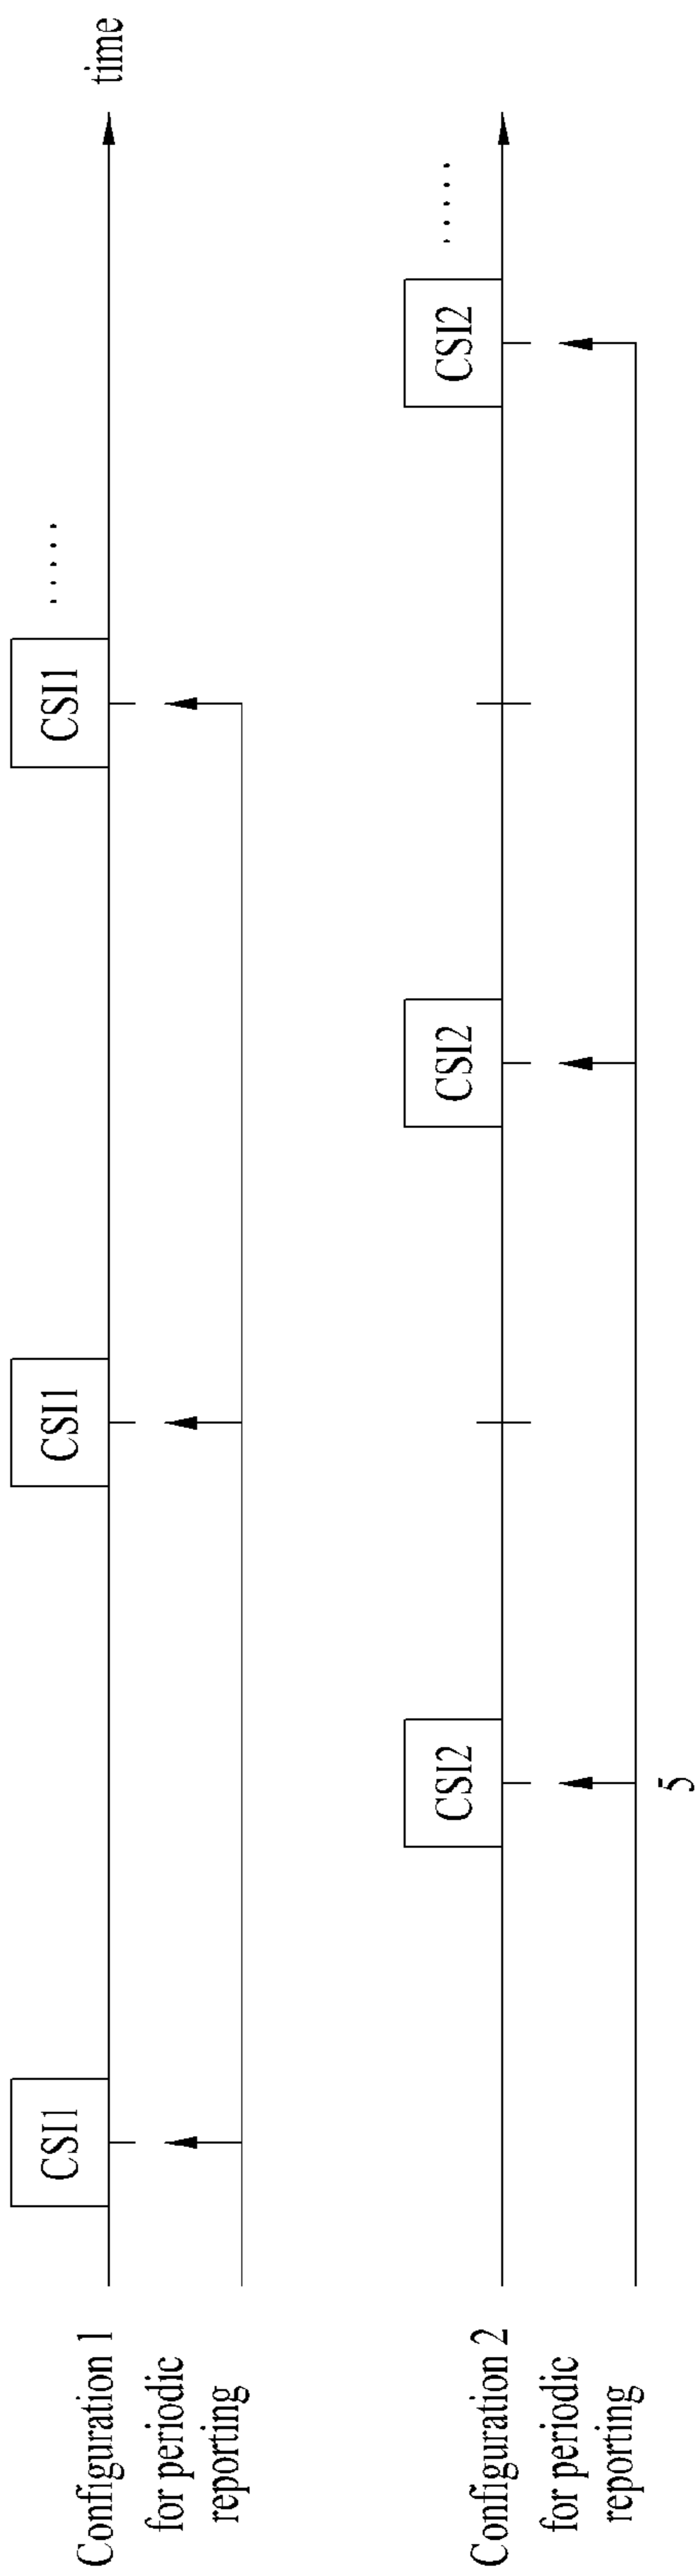 CSI1
CSI1
CSI1
.....
time
Configuration 1
for periodic
reporting
CSI2
CSI2
CSI2
.....
Configuration 2
for periodic
reporting
5